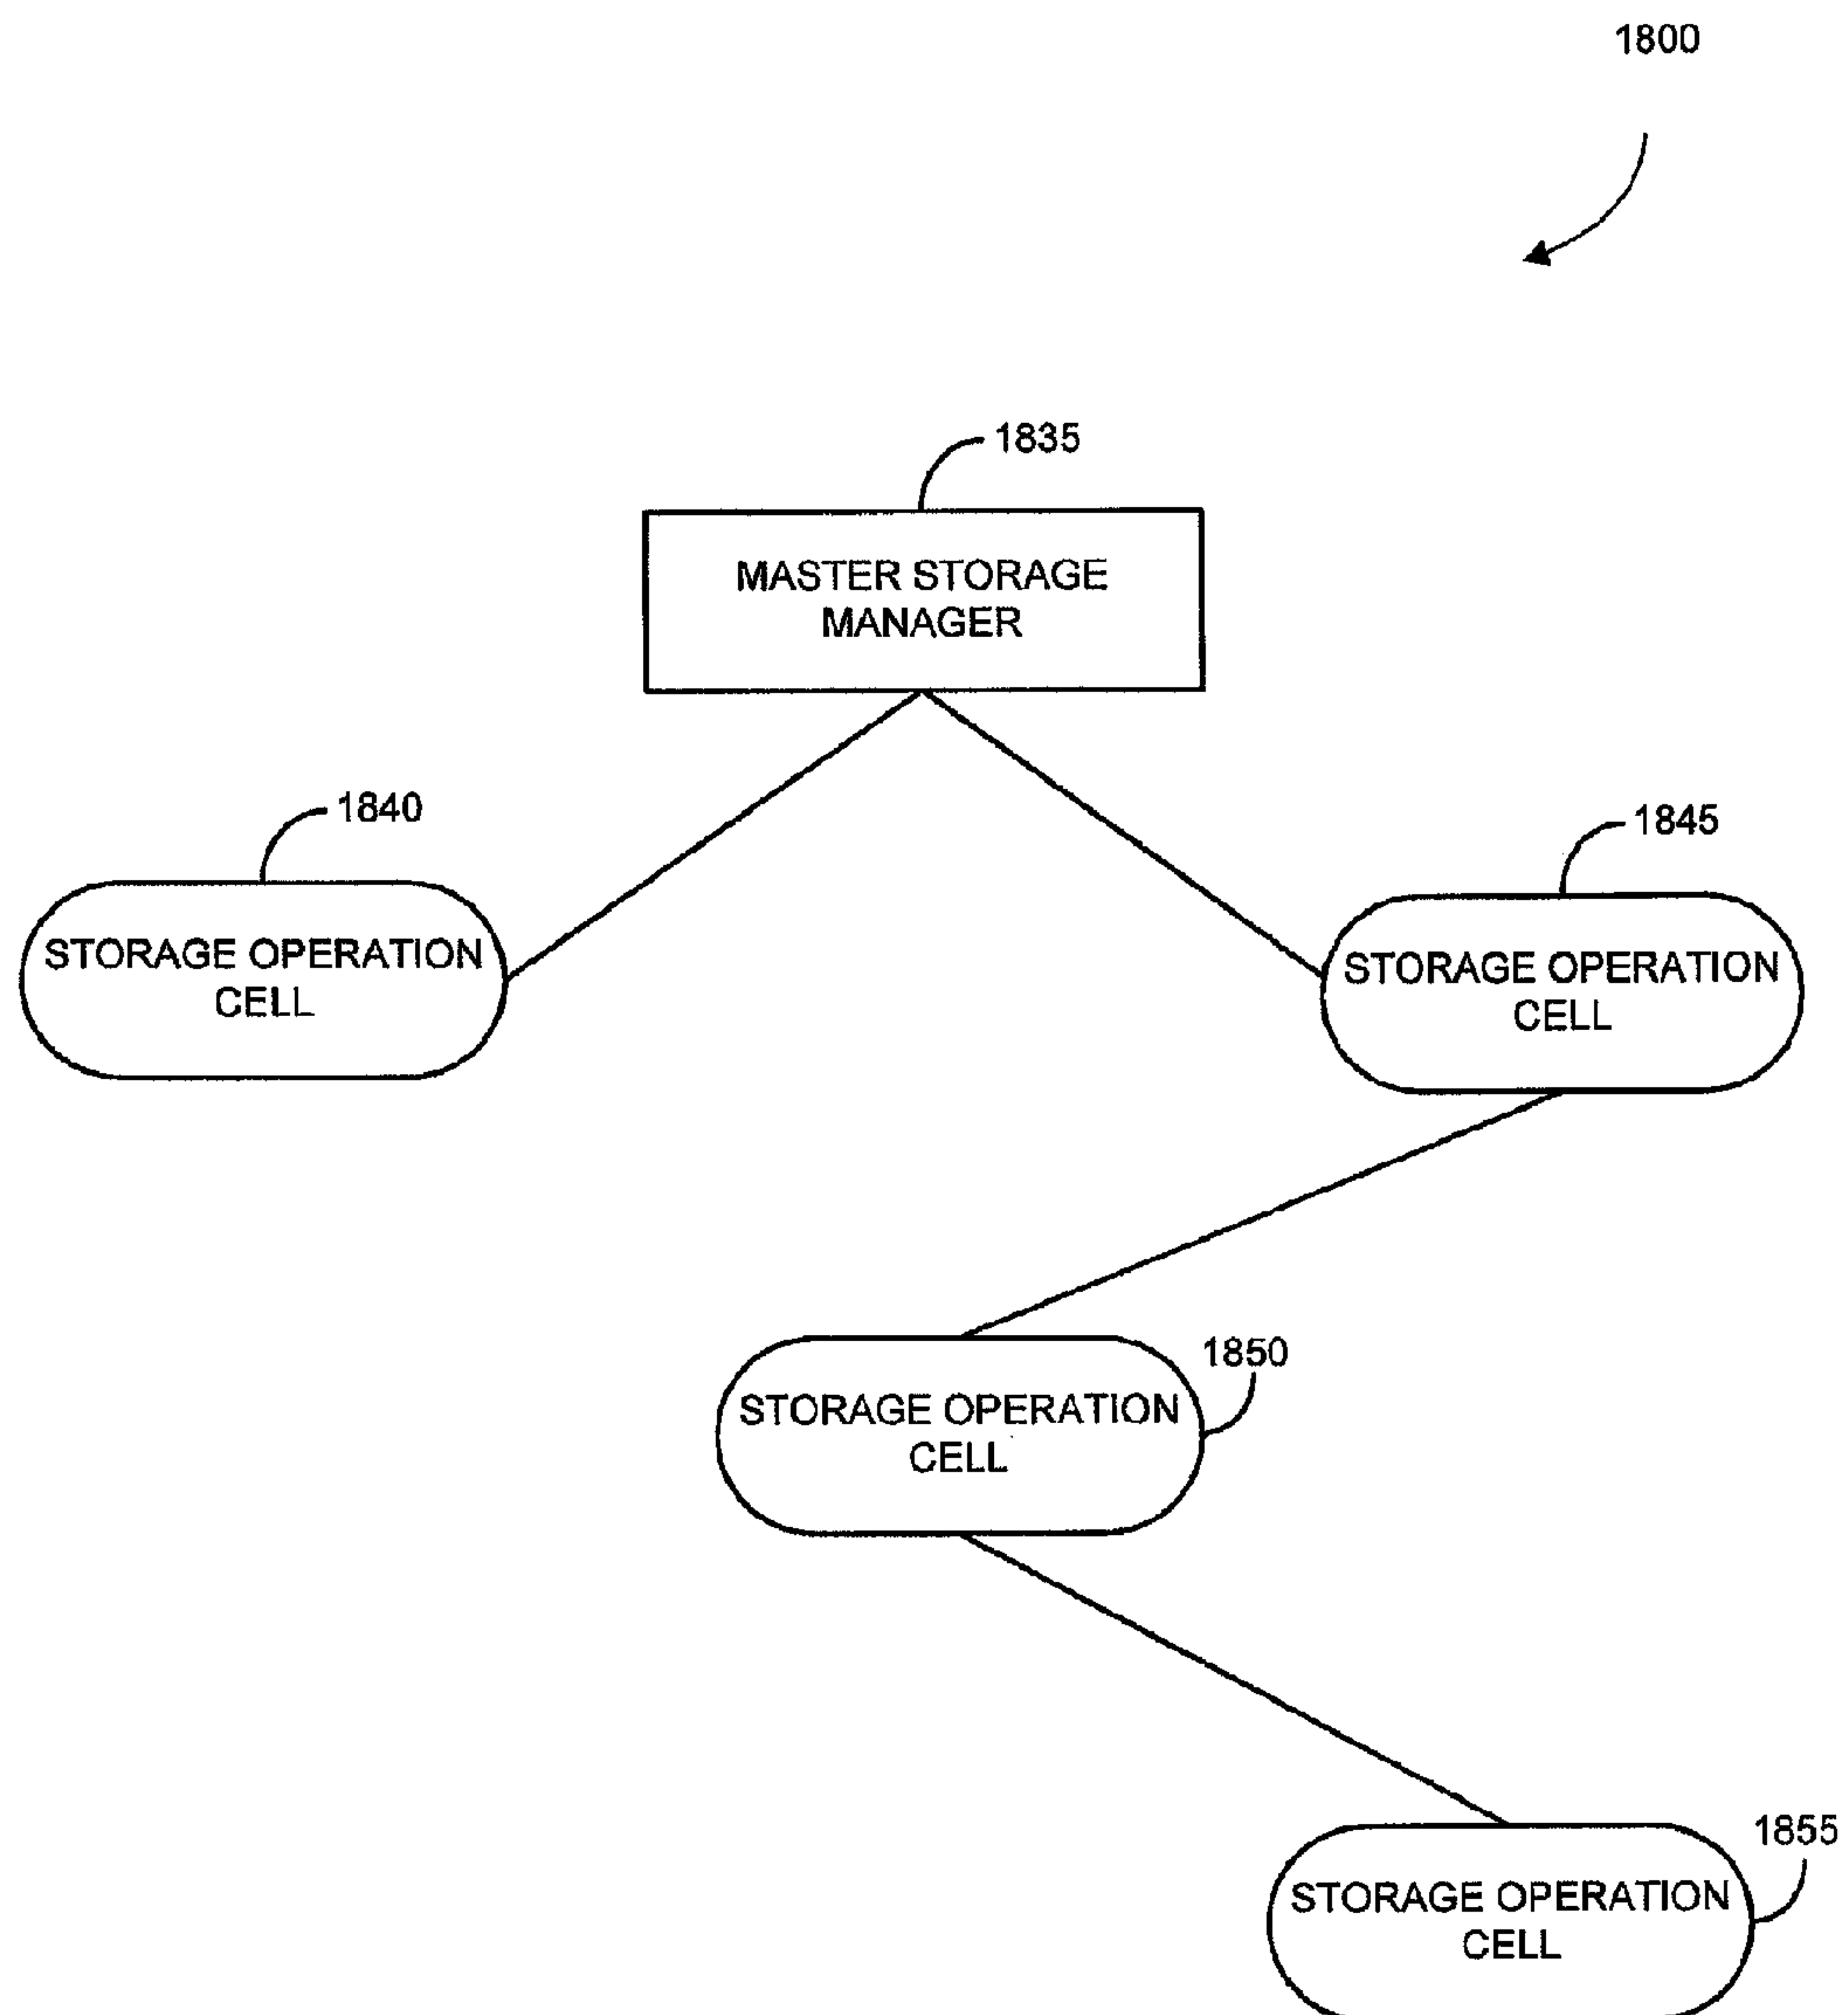 1800
1835
MASTER STORAGE
MANAGER
1840
1845
STORAGE OPERATION
CELL
STORAGE OPERATION
CELL
1850
STORAGE OPERATION
CELL
1855
STORAGE OPERATION
CELL